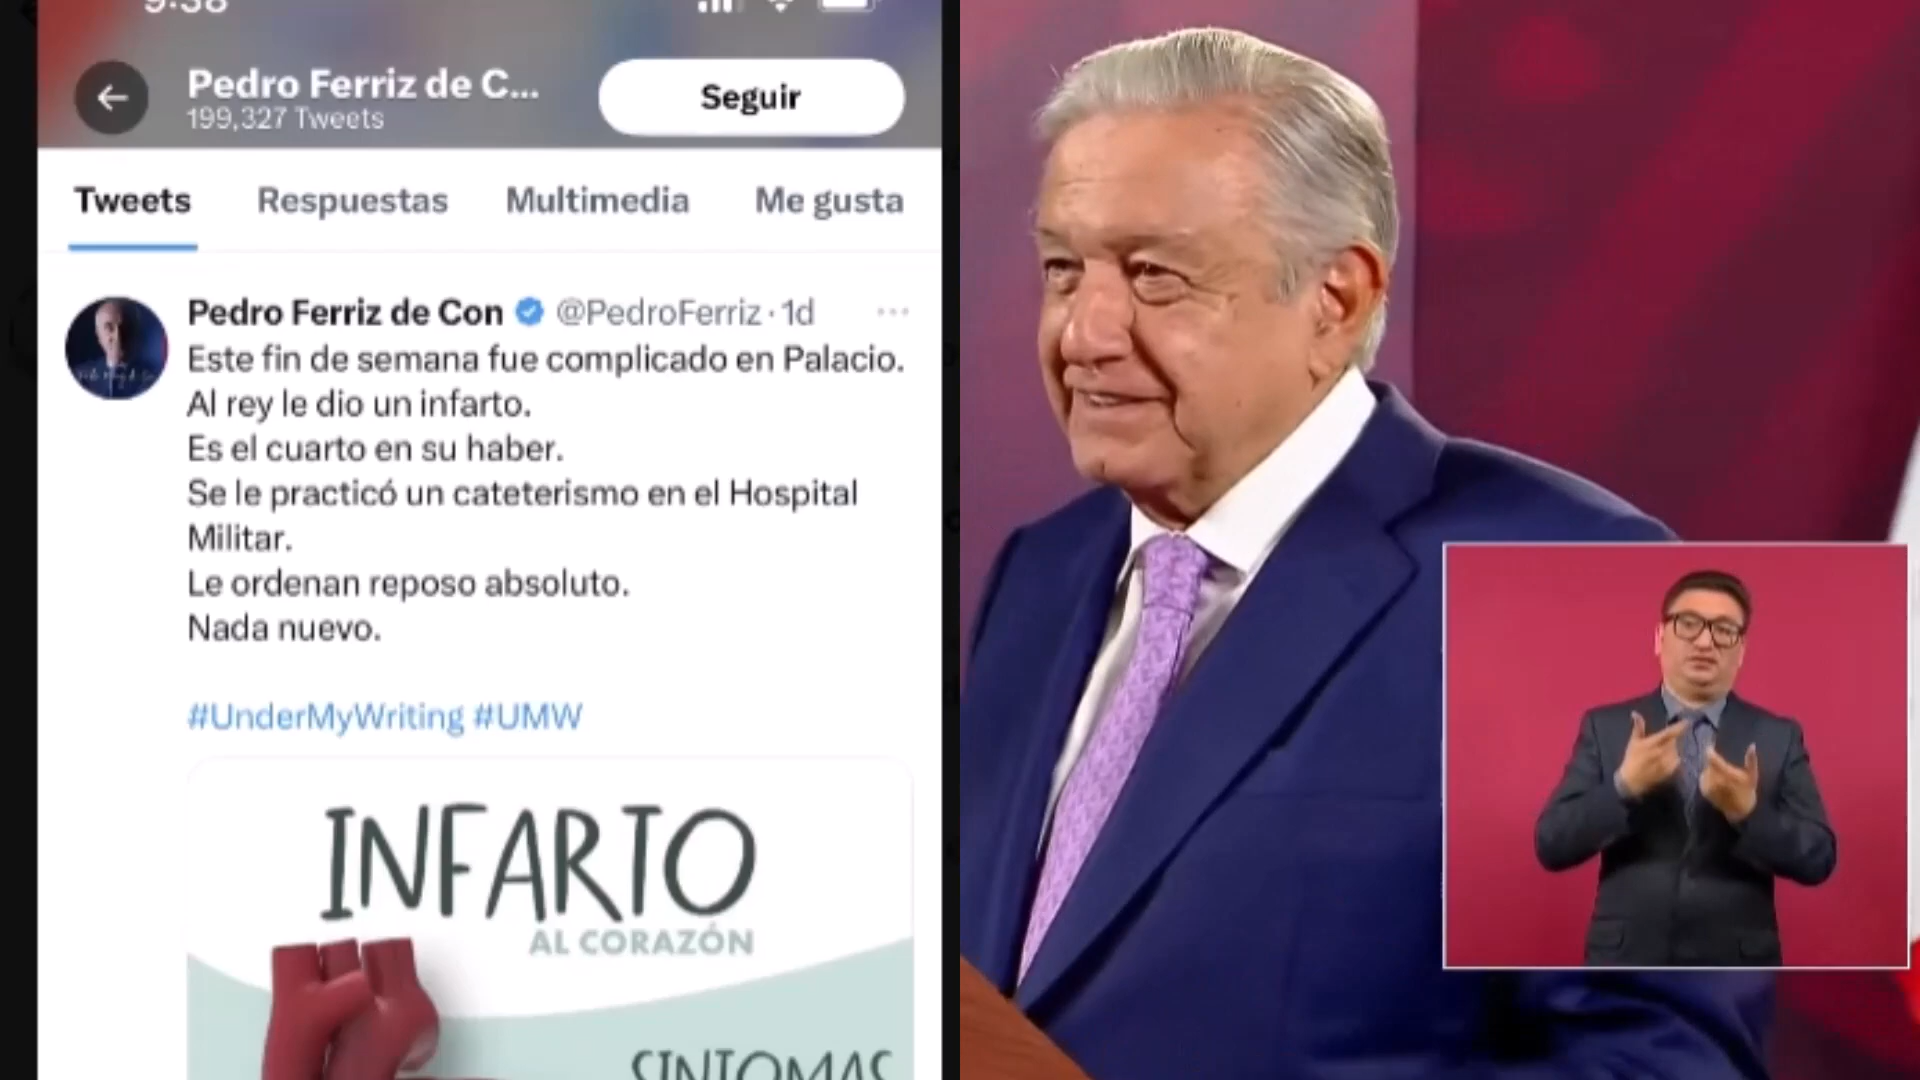 9:38
Pedro Ferriz de C...
199,327 Tweets
Seguir
Tweets Respuestas Multimedia Me gusta
Pedro Ferriz de Con @PedroFerriz · 1d
Este fin de semana fue complicado en Palacio.
Al rey le dio un infarto.
Es el cuarto en su haber.
Se le practicó un cateterismo en el Hospital
Militar.
Le ordenan reposo absoluto.
Nada nuevo.
#UnderMyWriting #UMW
INFARTO
AL CORAZÓN
SINTOMAS